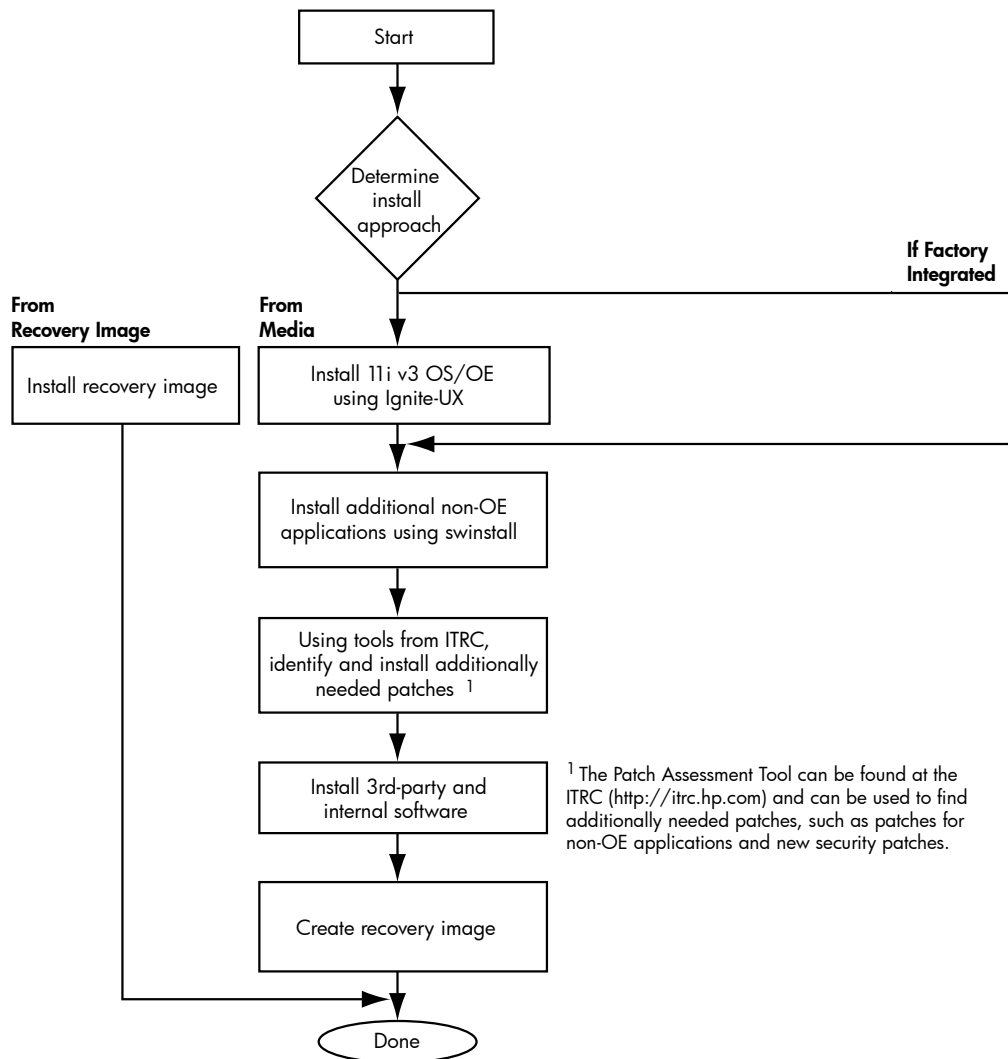 Start
Determine
install
approach
If Factory
Integrated
From
Recovery Image
From
Media
Install recovery image
Install 11i v3 OS/OE
using Ignite-UX
Install additional non-OE
applications using swinstall
Using tools from ITRC,
identify and install additionally
needed patches 1
Install 3rd-party and
internal software
1 The Patch Assessment Tool can be found at the
ITRC (http://itrc.hp.com) and can be used to find
additionally needed patches, such as patches for
non-OE applications and new security patches.
Create recovery image
Done